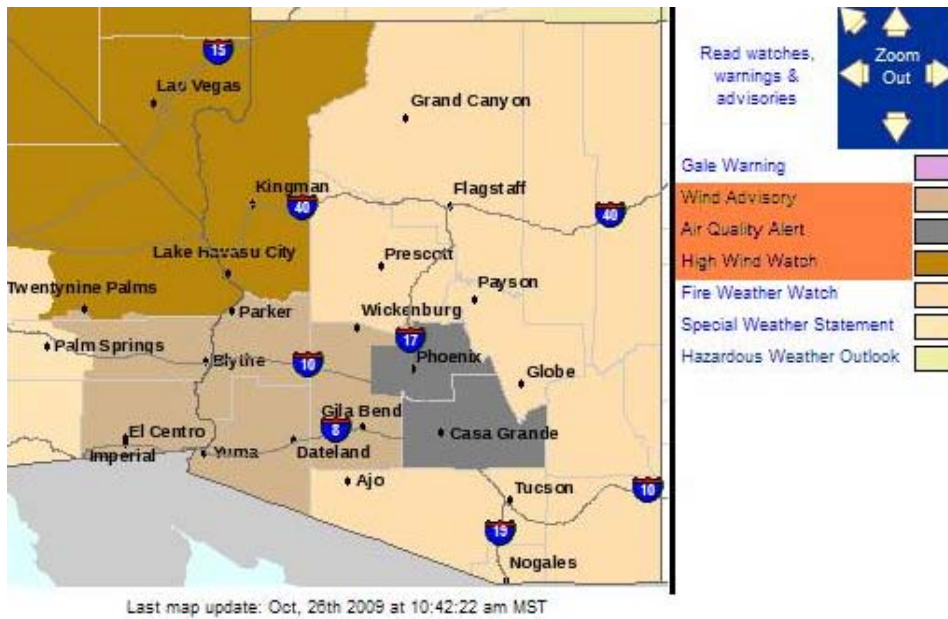 15
Las Vegas
Grand Canyon
Kingman
40
Flagstaff
40
Lake Havasu City
Prescott
Payson
Twentynine Palms
Parker
Wickenburg
17
Palm Springs
Blythe
10
Phoenix
Globe
Gila Bend
El Centro
8
Casa Grande
Imperial
Yuma
Dateland
Ajo
Tucson
10
19
Nogales
Read watches,
warnings &
advisories
Zoom
Out
Gale Warning
Wind Advisory
Air Quality Alert
High Wind Watch
Fire Weather Watch
Special Weather Statement
Hazardous Weather Outlook
Last map update: Oct, 26th 2009 at 10:42:22 am MST